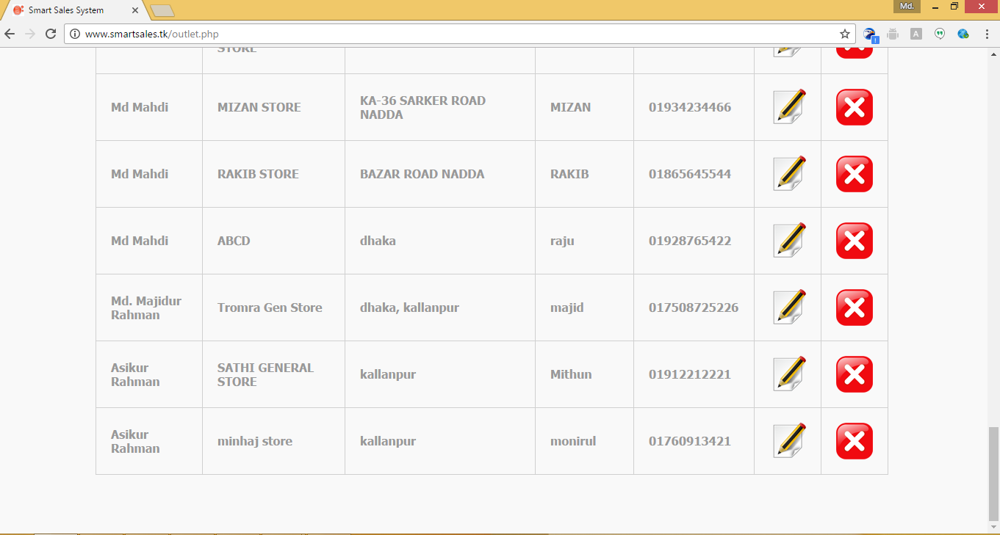 Smart Sales System
Md.
www.smartsales.tk/outlet.php
A
STORE
Md Mahdi
MIZAN STORE
KA-36 SARKER ROAD
NADDA
MIZAN
01934234466
Md Mahdi
RAKIB STORE
BAZAR ROAD NADDA
RAKIB
01865645544
Md Mahdi
ABCD
dhaka
raju
01928765422
Md. Majidur
Rahman
Tromra Gen Store
dhaka, kallanpur
majid
017508725226
Asikur
Rahman
SATHI GENERAL
STORE
kallanpur
Mithun
01912212221
Asikur
Rahman
minhaj store
kallanpur
monirul
01760913421